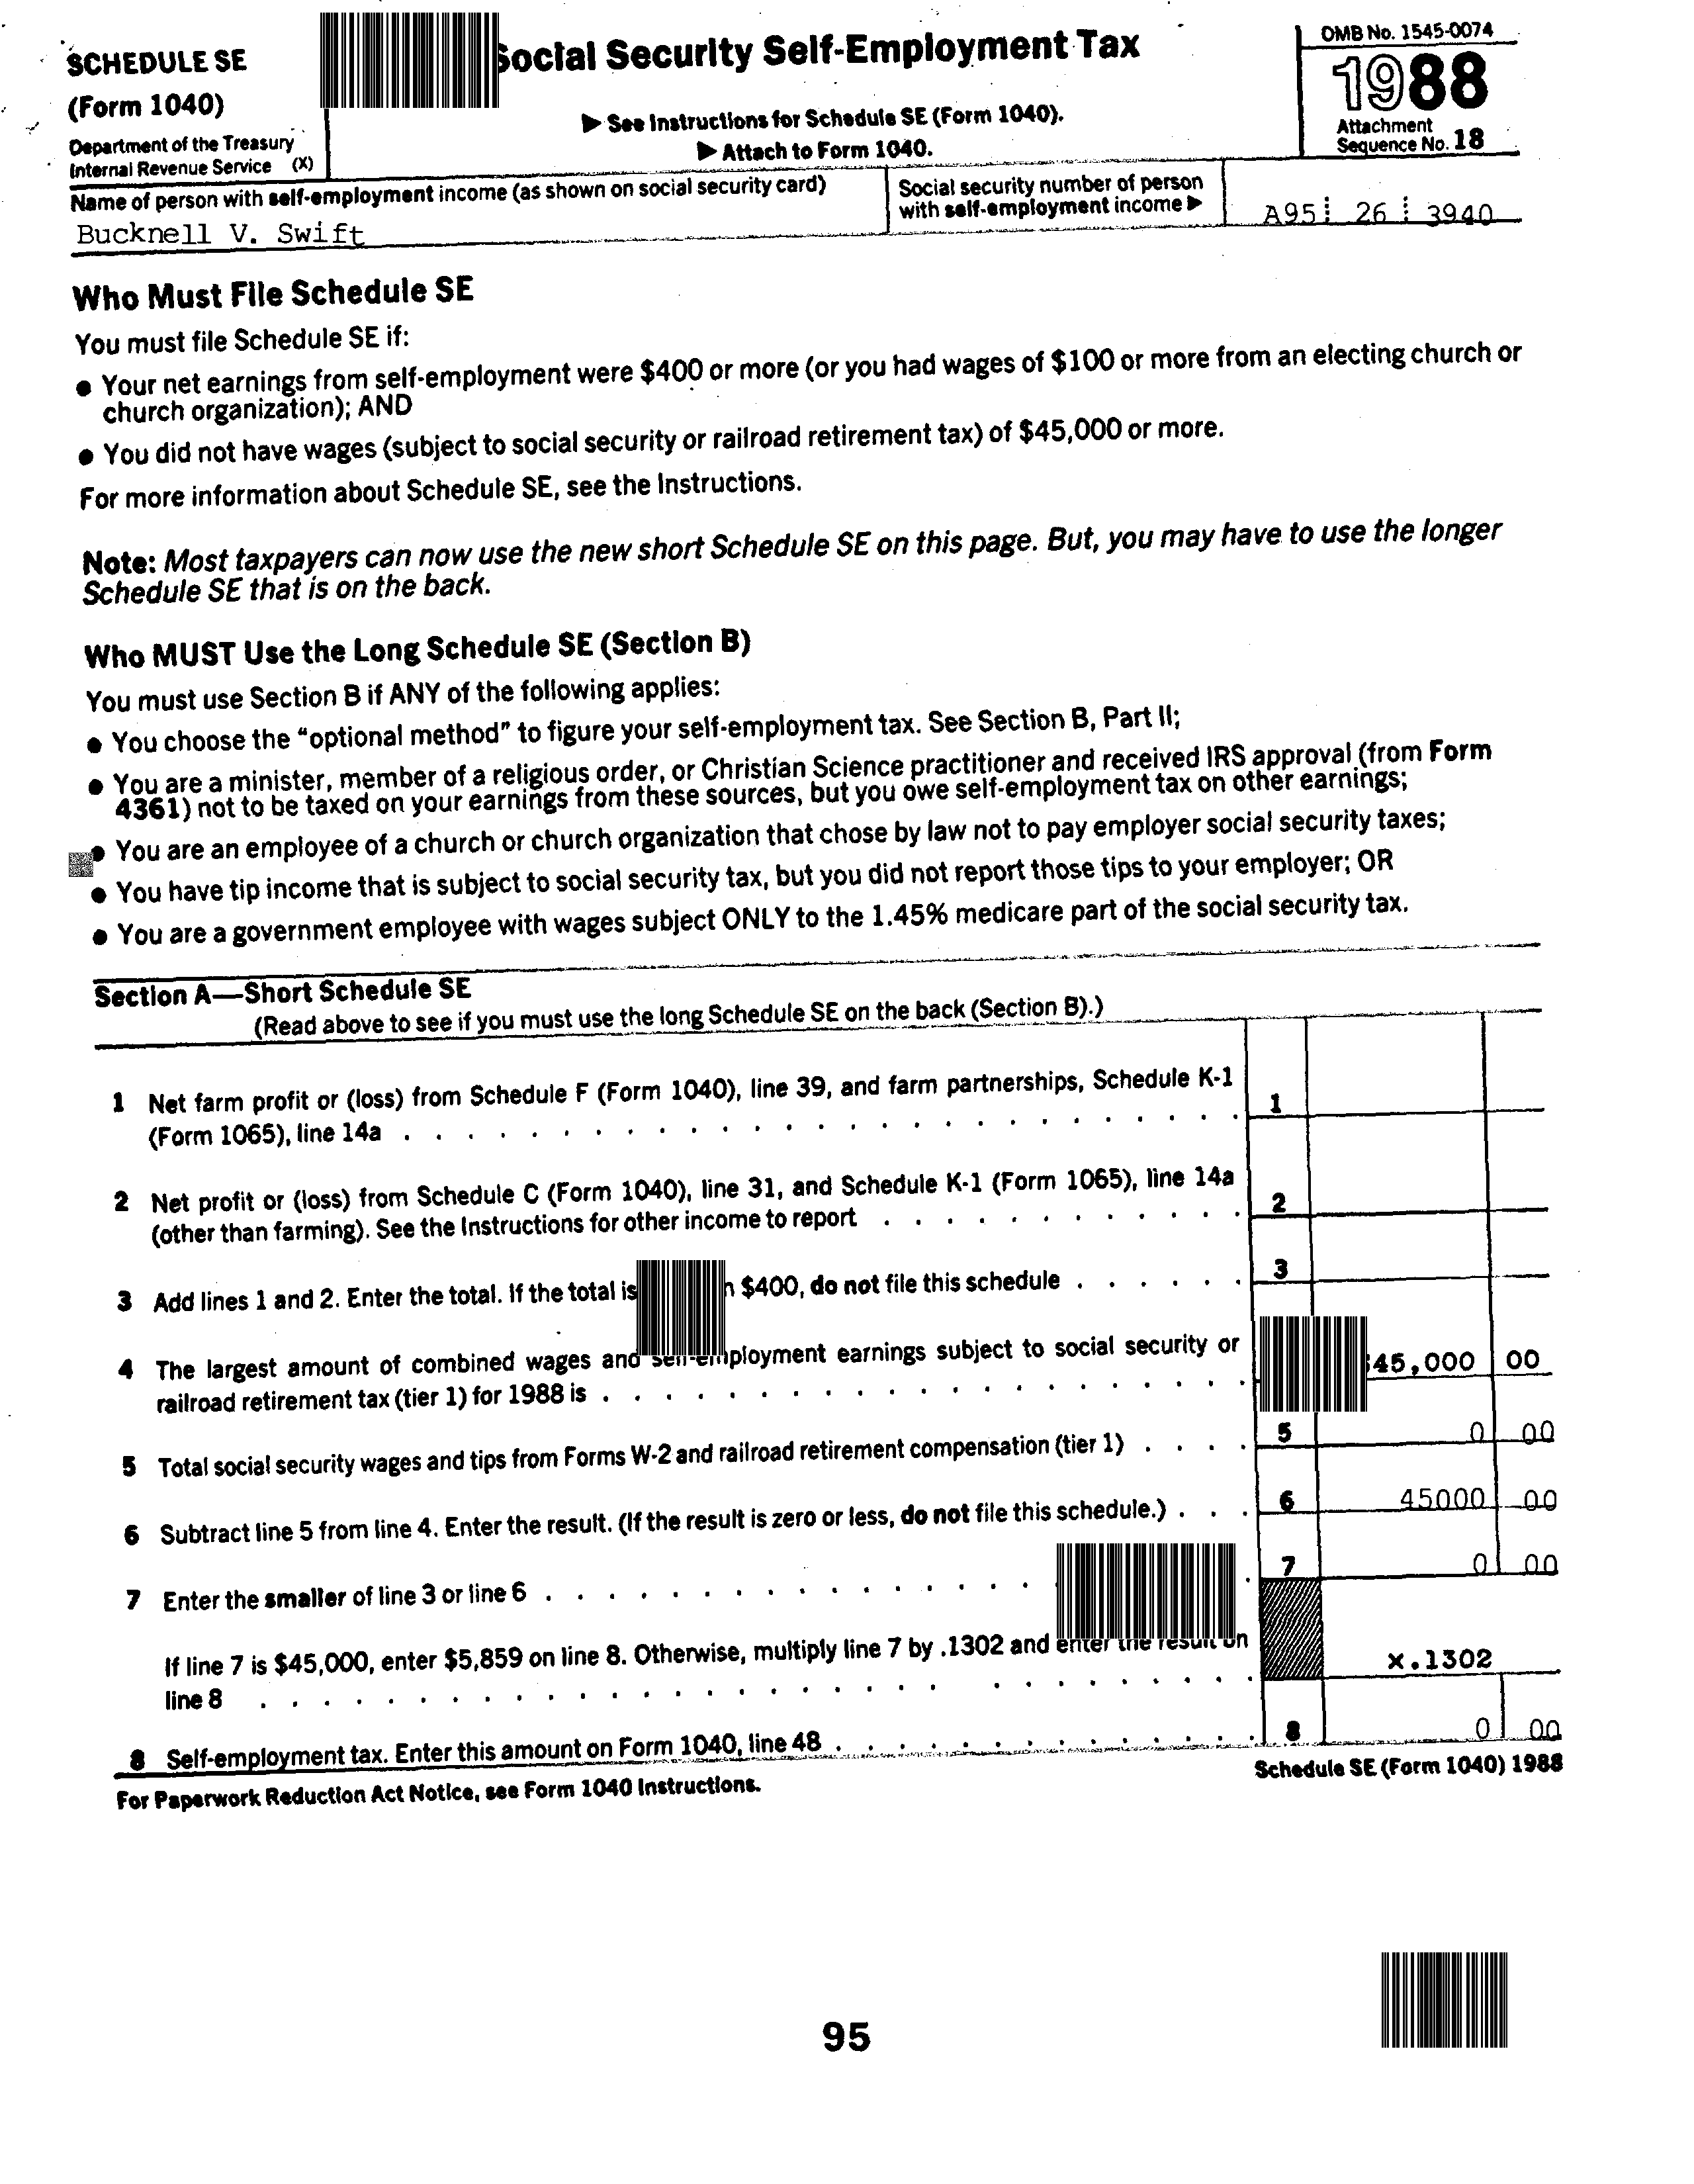 SCHEDULE SE
(Form 1040)
Department of the Treasury
Internal Revenue Service (X)
Social Security Self-Employment Tax
▶ See Instructions for Schedule SE (Form 1040).
▶ Attach to Form 1040.
OMB No. 1545-0074
1988
Attachment
Sequence No. 18
Name of person with self-employment income (as shown on social security card)
Bucknell V. Swift
Social security number of person
with self-employment income ▶
A95 26 3940
Who Must File Schedule SE
You must file Schedule SE if:
● Your net earnings from self-employment were $400 or more (or you had wages of $100 or more from an electing church or
church organization); AND
● You did not have wages (subject to social security or railroad retirement tax) of $45,000 or more.
For more information about Schedule SE, see the Instructions.
Note: Most taxpayers can now use the new short Schedule SE on this page. But, you may have to use the longer
Schedule SE that is on the back.
Who MUST Use the Long Schedule SE (Section B)
You must use Section B if ANY of the following applies:
● You choose the "optional method" to figure your self-employment tax. See Section B, Part II;
● You are a minister, member of a religious order, or Christian Science practitioner and received IRS approval (from Form
4361) not to be taxed on your earnings from these sources, but you owe self-employment tax on other earnings;
● You are an employee of a church or church organization that chose by law not to pay employer social security taxes;
● You have tip income that is subject to social security tax, but you did not report those tips to your employer; OR
● You are a government employee with wages subject ONLY to the 1.45% medicare part of the social security tax.
Section A—Short Schedule SE
(Read above to see if you must use the long Schedule SE on the back (Section B).)
1 Net farm profit or (loss) from Schedule F (Form 1040), line 39, and farm partnerships, Schedule K-1
(Form 1065), line 14a 1
2 Net profit or (loss) from Schedule C (Form 1040), line 31, and Schedule K-1 (Form 1065), line 14a
(other than farming). See the Instructions for other income to report 2
3 Add lines 1 and 2. Enter the total. If the total is $400, do not file this schedule 3
4 The largest amount of combined wages and self-employment earnings subject to social security or
railroad retirement tax (tier 1) for 1988 is $45,000 00
5 Total social security wages and tips from Forms W-2 and railroad retirement compensation (tier 1) 5 0 00
6 Subtract line 5 from line 4. Enter the result. (If the result is zero or less, do not file this schedule.) 6 45000 00
7 Enter the smaller of line 3 or line 6 7 0 00
If line 7 is $45,000, enter $5,859 on line 8. Otherwise, multiply line 7 by .1302 and enter the result on
line 8 x.1302
8 Self-employment tax. Enter this amount on Form 1040, line 48 8 0 00
For Paperwork Reduction Act Notice, see Form 1040 Instructions.
Schedule SE (Form 1040) 1988
95